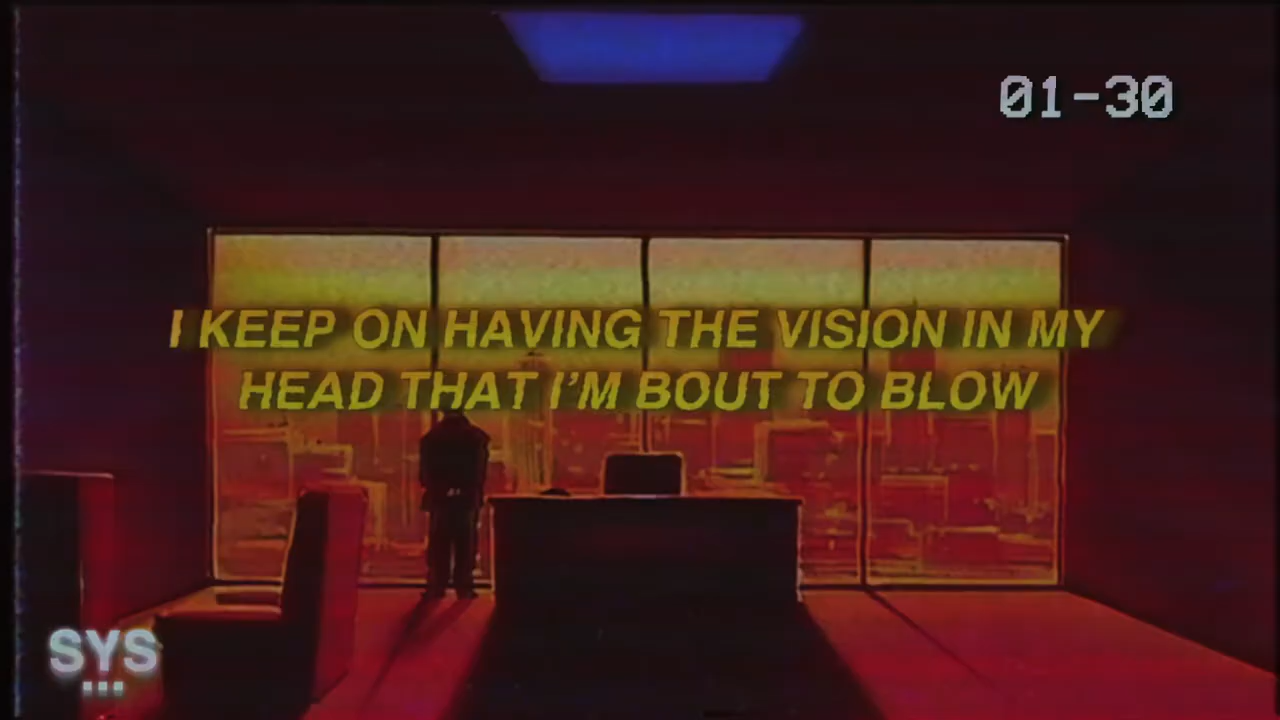 01-30
I KEEP ON HAVING THE VISION IN MY
HEAD THAT I'M BOUT TO BLOW
SYS